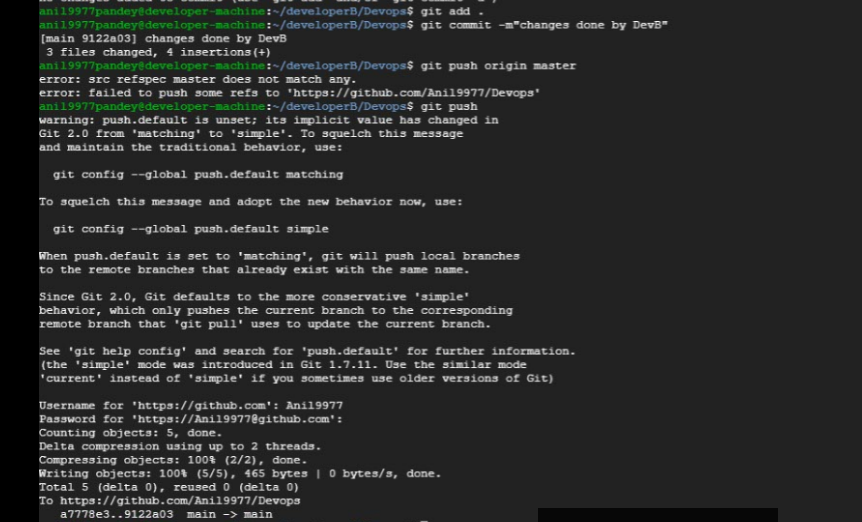 anil9977pandey@developer-machine:~/developerB/Devops$ git add .
anil9977pandey@developer-machine:~/developerB/Devops$ git commit -m"changes done by DevB"
[main 9122a03] changes done by DevB
 3 files changed, 4 insertions(+)
anil9977pandey@developer-machine:~/developerB/Devops$ git push origin master
error: src refspec master does not match any.
error: failed to push some refs to 'https://github.com/Anil9977/Devops'
anil9977pandey@developer-machine:~/developerB/Devops$ git push
warning: push.default is unset; its implicit value has changed in
Git 2.0 from 'matching' to 'simple'. To squelch this message
and maintain the traditional behavior, use:
  git config --global push.default matching
To squelch this message and adopt the new behavior now, use:
  git config --global push.default simple
When push.default is set to 'matching', git will push local branches
to the remote branches that already exist with the same name.
Since Git 2.0, Git defaults to the more conservative 'simple'
behavior, which only pushes the current branch to the corresponding
remote branch that 'git pull' uses to update the current branch.
See 'git help config' and search for 'push.default' for further information.
(the 'simple' mode was introduced in Git 1.7.11. Use the similar mode
'current' instead of 'simple' if you sometimes use older versions of Git)
Username for 'https://github.com': Anil9977
Password for 'https://Anil9977@github.com':
Counting objects: 5, done.
Delta compression using up to 2 threads.
Compressing objects: 100% (2/2), done.
Writing objects: 100% (5/5), 465 bytes | 0 bytes/s, done.
Total 5 (delta 0), reused 0 (delta 0)
To https://github.com/Anil9977/Devops
   a7778e3..9122a03  main -> main